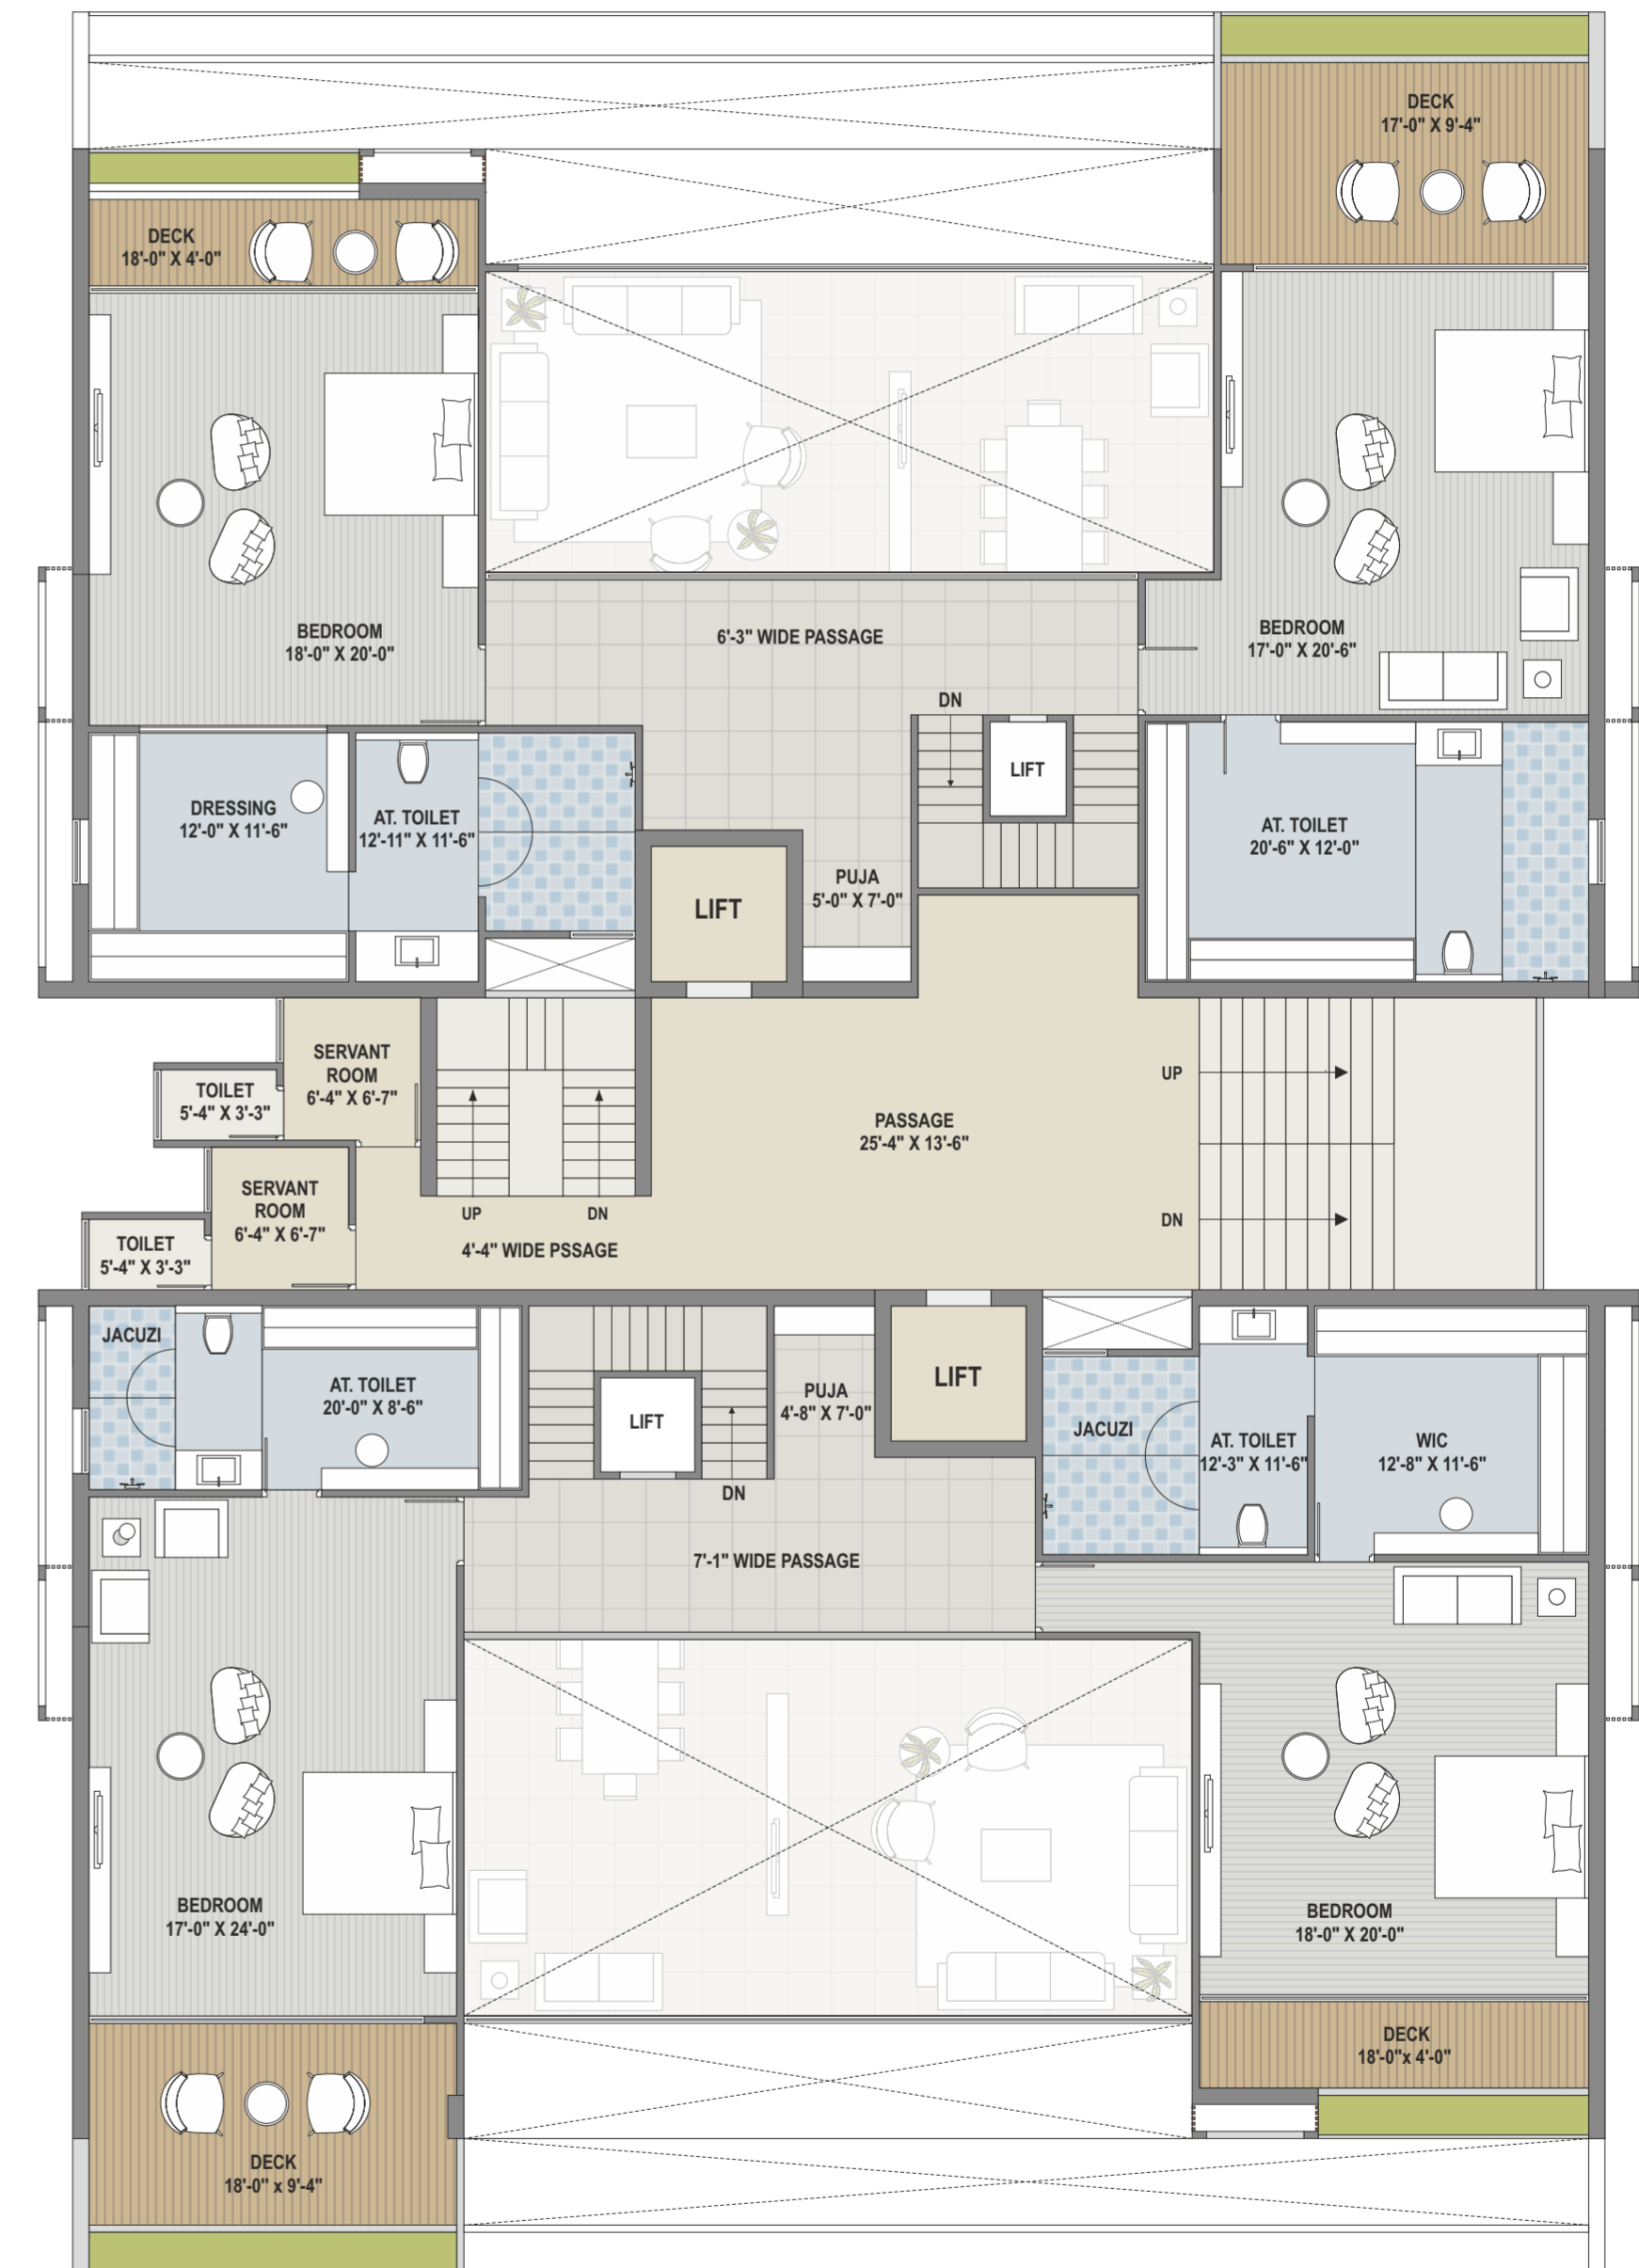 DECK
17'-0" X 9'-4"
DECK
18'-0" X 4'-0"
BEDROOM
18'-0" X 20'-0"
6'-3" WIDE PASSAGE
BEDROOM
17'-0" X 20'-6"
DN
LIFT
DRESSING
12'-0" X 11'-6"
AT. TOILET
12'-11" X 11'-6"
AT. TOILET
20'-6" X 12'-0"
LIFT
PUJA
5'-0" X 7'-0"
SERVANT
ROOM
6'-4" X 6'-7"
TOILET
5'-4" X 3'-3"
UP
PASSAGE
25'-4" X 13'-6"
SERVANT
ROOM
6'-4" X 6'-7"
UP
DN
DN
TOILET
5'-4" X 3'-3"
4'-4" WIDE PSSAGE
JACUZI
AT. TOILET
20'-0" X 8'-6"
LIFT
PUJA
4'-8" X 7'-0"
LIFT
JACUZI
AT. TOILET
12'-3" X 11'-6"
WIC
12'-8" X 11'-6"
DN
7'-1" WIDE PASSAGE
BEDROOM
17'-0" X 24'-0"
BEDROOM
18'-0" X 20'-0"
DECK
18'-0"x 4'-0"
DECK
18'-0" x 9'-4"